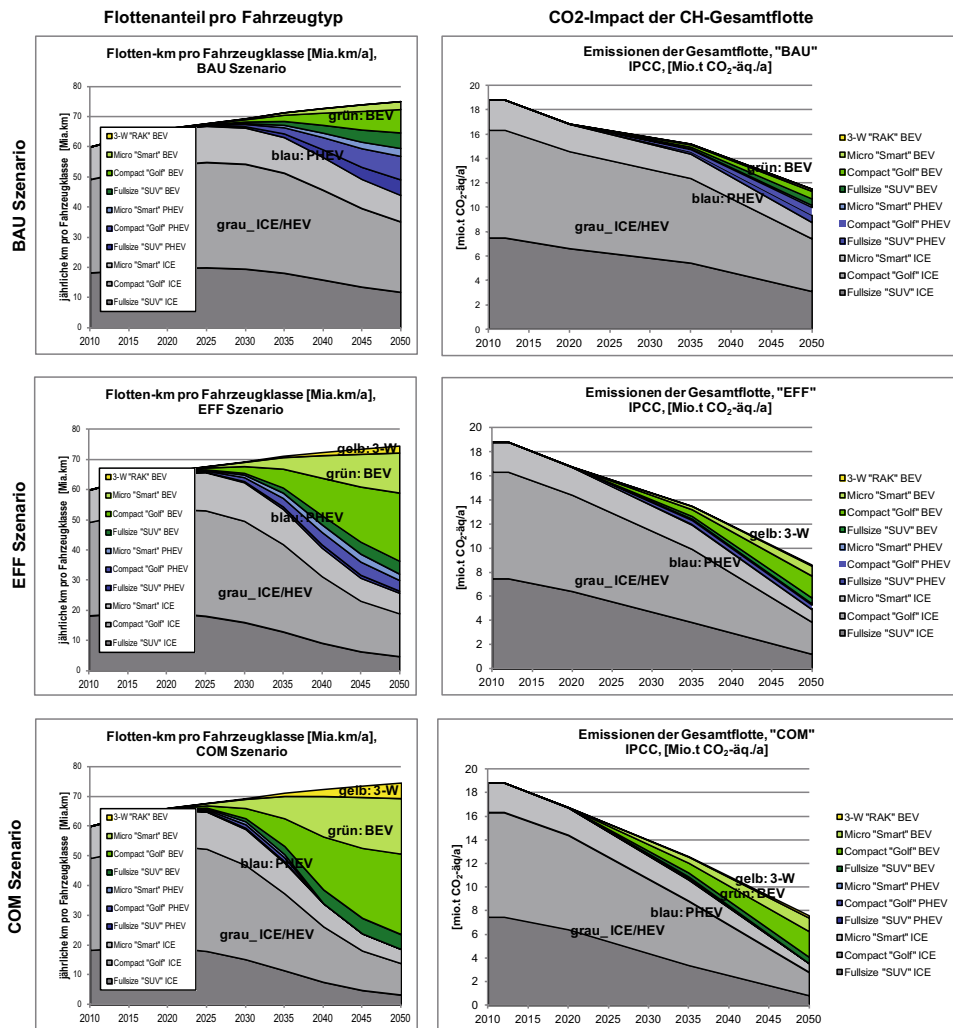 Flottenanteil pro Fahrzeugtyp
CO2-Impact der CH-Gesamtflotte
BAU Szenario
Flotten-km pro Fahrzeugklasse [Mia.km/a],
BAU Szenario
jährliche km pro Fahrzeugklasse [Mia.km]
80
70
60
50
40
30
20
10
0
3-W "RAK" BEV
Micro "Smart" BEV
Compact "Golf" BEV
Fullsize "SUV" BEV
Micro "Smart" PHEV
Compact "Golf" PHEV
Fullsize "SUV" PHEV
Micro "Smart" ICE
Compact "Golf" ICE
Fullsize "SUV" ICE
grün: BEV
blau: PHEV
grau_ICE/HEV
2010 2015 2020 2025 2030 2035 2040 2045 2050
Emissionen der Gesamtflotte, "BAU"
IPCC, [Mio.t CO2-äq./a]
[mio.t CO2-äq/a]
20
18
16
14
12
10
8
6
4
2
0
grün: BEV
blau: PHEV
grau_ICE/HEV
2010 2015 2020 2025 2030 2035 2040 2045 2050
3-W "RAK" BEV
Micro "Smart" BEV
Compact "Golf" BEV
Fullsize "SUV" BEV
Micro "Smart" PHEV
Compact "Golf" PHEV
Fullsize "SUV" PHEV
Micro "Smart" ICE
Compact "Golf" ICE
Fullsize "SUV" ICE
EFF Szenario
Flotten-km pro Fahrzeugklasse [Mia.km/a],
EFF Szenario
jährliche km pro Fahrzeugklasse [Mia.km]
80
70
60
50
40
30
20
10
0
3-W "RAK" BEV
Micro "Smart" BEV
Compact "Golf" BEV
Fullsize "SUV" BEV
Micro "Smart" PHEV
Compact "Golf" PHEV
Fullsize "SUV" PHEV
Micro "Smart" ICE
Compact "Golf" ICE
Fullsize "SUV" ICE
gelb: 3-W
grün: BEV
blau: PHEV
grau_ICE/HEV
2010 2015 2020 2025 2030 2035 2040 2045 2050
Emissionen der Gesamtflotte, "EFF"
IPCC, [Mio.t CO2-äq./a]
[mio.t CO2-äq/a]
20
18
16
14
12
10
8
6
4
2
0
gelb: 3-W
blau: PHEV
grau_ICE/HEV
2010 2015 2020 2025 2030 2035 2040 2045 2050
3-W "RAK" BEV
Micro "Smart" BEV
Compact "Golf" BEV
Fullsize "SUV" BEV
Micro "Smart" PHEV
Compact "Golf" PHEV
Fullsize "SUV" PHEV
Micro "Smart" ICE
Compact "Golf" ICE
Fullsize "SUV" ICE
COM Szenario
Flotten-km pro Fahrzeugklasse [Mia.km/a],
COM Szenario
jährliche km pro Fahrzeugklasse [Mia.km]
80
70
60
50
40
30
20
10
0
3-W "RAK" BEV
Micro "Smart" BEV
Compact "Golf" BEV
Fullsize "SUV" BEV
Micro "Smart" PHEV
Compact "Golf" PHEV
Fullsize "SUV" PHEV
Micro "Smart" ICE
Compact "Golf" ICE
Fullsize "SUV" ICE
gelb: 3-W
grün: BEV
blau: PHEV
grau_ICE/HEV
2010 2015 2020 2025 2030 2035 2040 2045 2050
Emissionen der Gesamtflotte, "COM"
IPCC, [Mio.t CO2-äq./a]
[mio.t CO2-äq/a]
20
18
16
14
12
10
8
6
4
2
0
gelb: 3-W
grün: BEV
blau: PHEV
grau_ICE/HEV
2010 2015 2020 2025 2030 2035 2040 2045 2050
3-W "RAK" BEV
Micro "Smart" BEV
Compact "Golf" BEV
Fullsize "SUV" BEV
Micro "Smart" PHEV
Compact "Golf" PHEV
Fullsize "SUV" PHEV
Micro "Smart" ICE
Compact "Golf" ICE
Fullsize "SUV" ICE